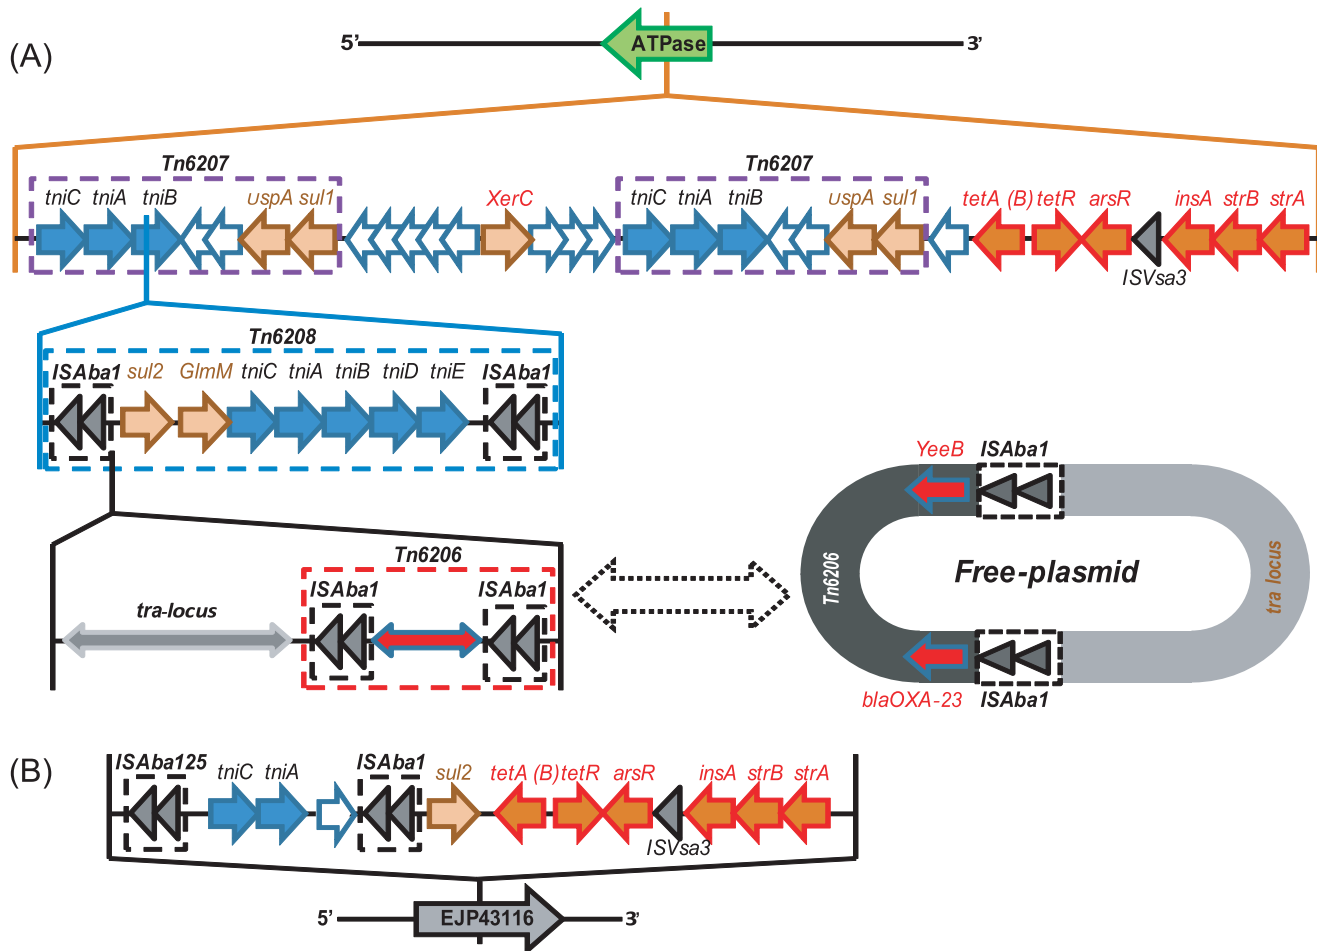 (A)
5’ ATPase 3’
Tn6207 Tn6207
tniC tniA tniB uspA sul1 XerC tniC tniA tniB uspA sul1 tetA (B) tetR arsR insA strB strA
ISVsa3
Tn6208
ISAba1 sul2 GlmM tniC tniA tniB tniD tniE ISAba1
YeeB ISAba1
Tn6206
ISAba1 ISAba1
tra-locus
Tn6206
Free-plasmid
tra locus
blaOXA-23 ISAba1
(B)
ISAba125 tniC tniA ISAba1 sul2 tetA (B) tetR arsR insA strB strA
ISVsa3
5’ EJP43116 3’